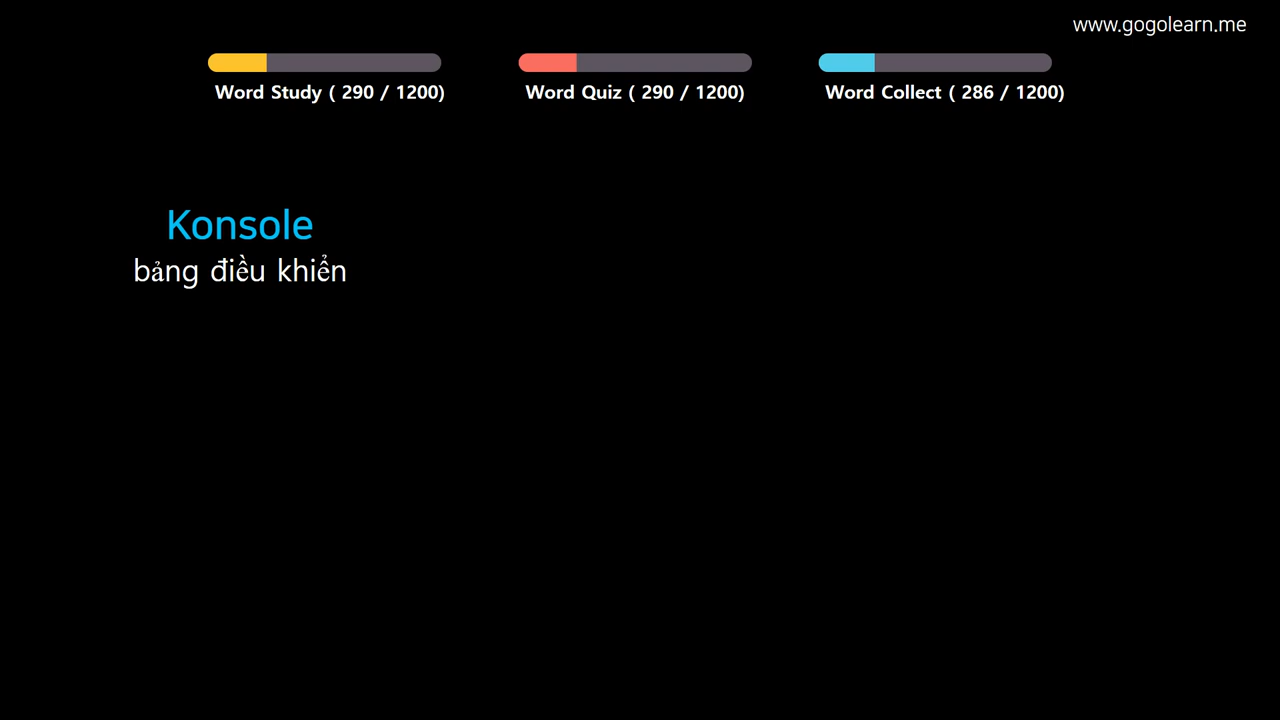 www.gogolearn.me
Word Study ( 290 / 1200)
Word Quiz ( 290 / 1200)
Word Collect ( 286 / 1200)
Konsole
bảng điều khiển